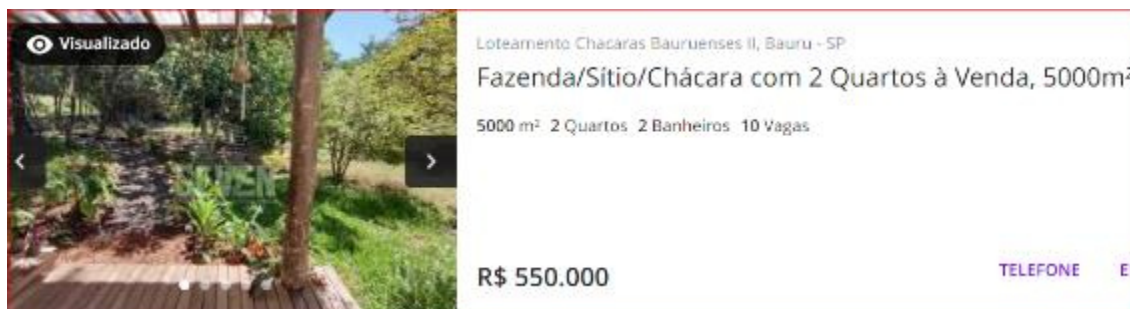 Visualizado
Loteamento Chacaras Bauruenses II, Bauru - SP
Fazenda/Sítio/Chácara com 2 Quartos à Venda, 5000m²
5000 m² 2 Quartos 2 Banheiros 10 Vagas
R$ 550.000
TELEFONE